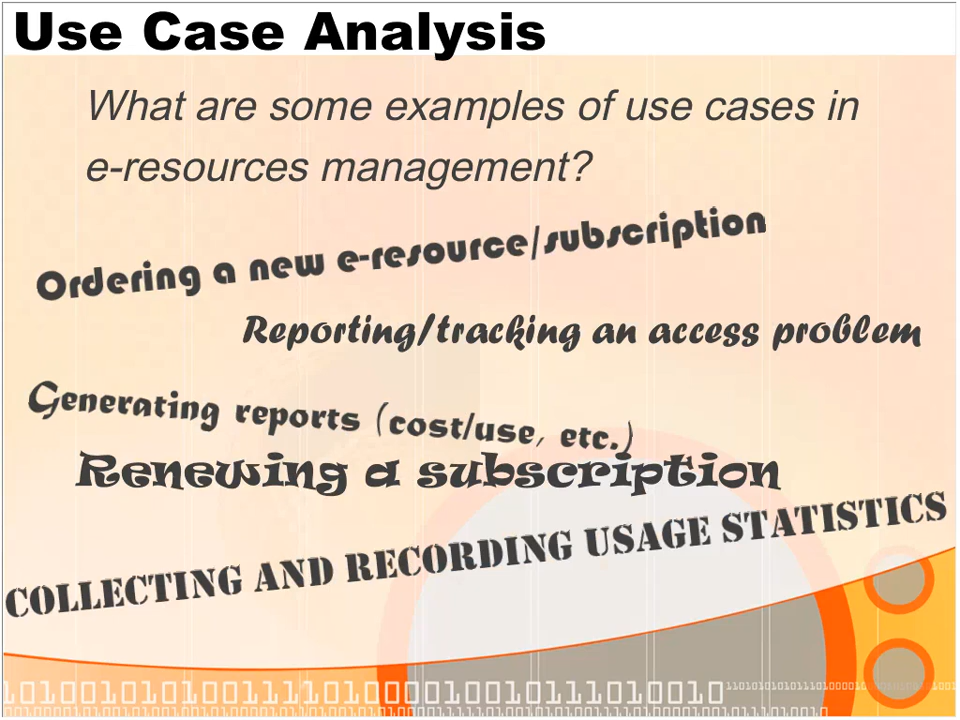 Use Case Analysis
What are some examples of use cases in
e-resources management?
Ordering a new e-resource/subscription
Reporting/tracking an access problem
Generating reports (cost/use, etc.)
Renewing a subscription
COLLECTING AND RECORDING USAGE STATISTICS